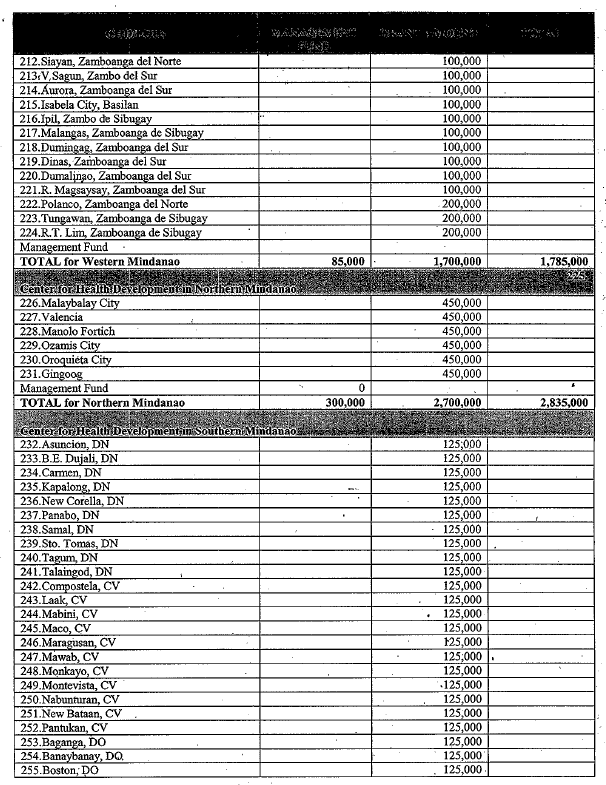 MANAGEMENT FUND GRANT AMOUNT TOTAL
212.Siayan, Zamboanga del Norte 100,000
213.V.Sagun, Zambo del Sur 100,000
214.Aurora, Zamboanga del Sur 100,000
215.Isabela City, Basilan 100,000
216.Ipil, Zambo de Sibugay 100,000
217.Malangas, Zamboanga de Sibugay 100,000
218.Dumingag, Zamboanga del Sur 100,000
219.Dinas, Zamboanga del Sur 100,000
220.Dumalinao, Zamboanga del Sur 100,000
221.R. Magsaysay, Zamboanga del Sur 100,000
222.Polanco, Zamboanga del Norte 200,000
223.Tungawan, Zamboanga de Sibugay 200,000
224.R.T. Lim, Zamboanga de Sibugay 200,000
Management Fund
TOTAL for Western Mindanao 85,000 1,700,000 1,785,000
225.
Center for Health Development in Northern Mindanao
226.Malaybalay City 450,000
227.Valencia 450,000
228.Manolo Fortich 450,000
229.Ozamis City 450,000
230.Oroquieta City 450,000
231.Gingoog 450,000
Management Fund 0
TOTAL for Northern Mindanao 300,000 2,700,000 2,835,000
Center for Health Development in Southern Mindanao
232.Asuncion, DN 125,000
233.B.E. Dujali, DN 125,000
234.Carmen, DN 125,000
235.Kapalong, DN 125,000
236.New Corella, DN 125,000
237.Panabo, DN 125,000
238.Samal, DN 125,000
239.Sto. Tomas, DN 125,000
240.Tagum, DN 125,000
241.Talaingod, DN 125,000
242.Compostela, CV 125,000
243.Laak, CV 125,000
244.Mabini, CV 125,000
245.Maco, CV 125,000
246.Maragusan, CV 125,000
247.Mawab, CV 125,000
248.Monkayo, CV 125,000
249.Montevista, CV 125,000
250.Nabunturan, CV 125,000
251.New Bataan, CV 125,000
252.Pantukan, CV 125,000
253.Baganga, DO 125,000
254.Banaybanay, DO 125,000
255.Boston, DO 125,000